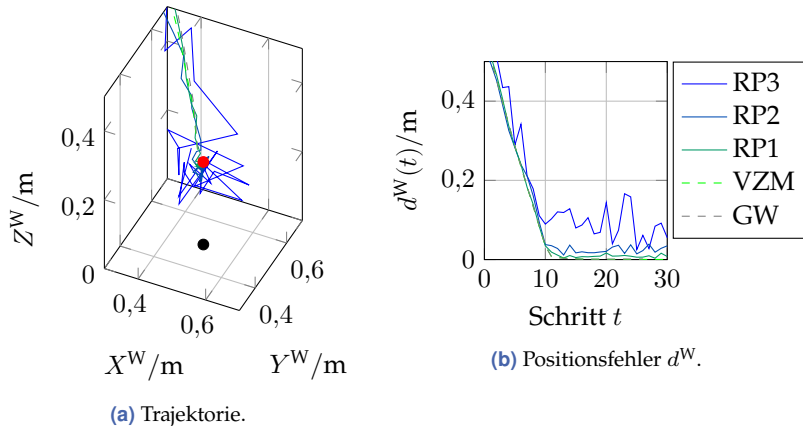 0,4
0,2
0
Z^W/m
0,4
0,6
X^W/m
0,4
0,6
Y^W/m
(a) Trajektorie.
0,4
0,2
0
d^W(t)/m
0
10
20
30
Schritt t
RP3
RP2
RP1
VZM
GW
(b) Positionsfehler d^W.